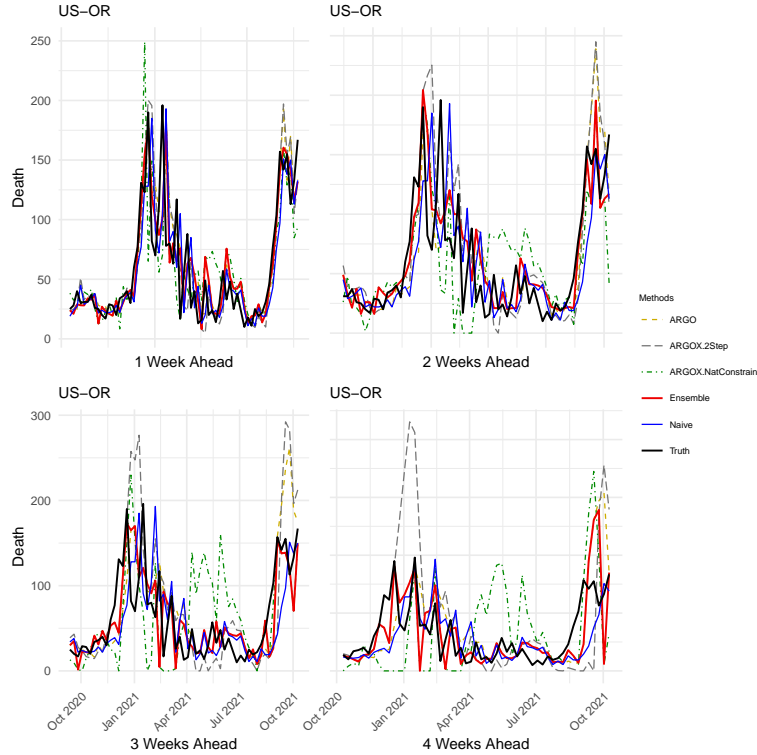 US−OR
US−OR
250
200
150
100
50
0
Death
1 Week Ahead
2 Weeks Ahead
Methods
ARGO
ARGOX.2Step
ARGOX.NatConstrain
Ensemble
Naive
Truth
US−OR
US−OR
300
200
100
0
Death
Oct 2020
Jan 2021
Apr 2021
Jul 2021
Oct 2021
Oct 2020
Jan 2021
Apr 2021
Jul 2021
Oct 2021
3 Weeks Ahead
4 Weeks Ahead